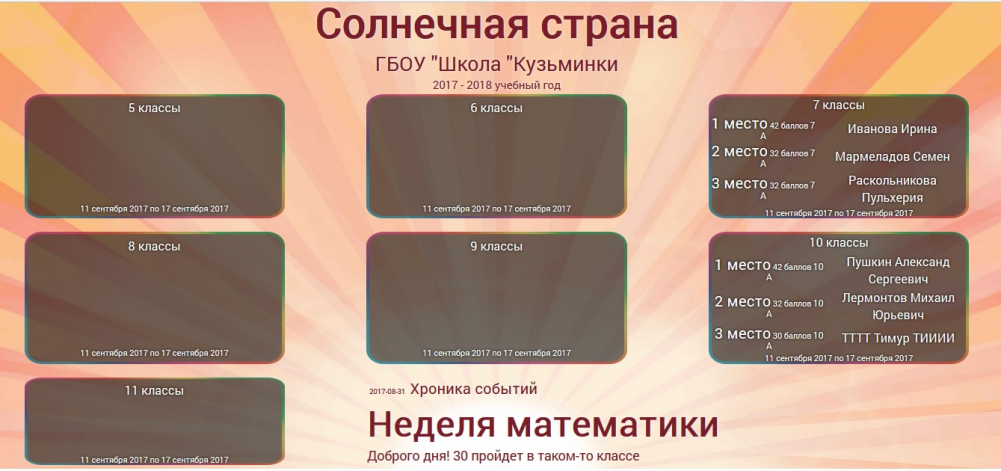 Солнечная страна
ГБОУ "Школа "Кузьминки
2017 - 2018 учебный год
5 классы
11 сентября 2017 по 17 сентября 2017
6 классы
11 сентября 2017 по 17 сентября 2017
7 классы
1 место 42 баллов 7 А Иванова Ирина
2 место 32 баллов 7 А Мармеладов Семен
3 место 32 баллов 7 А Раскольникова
Пульхерия
11 сентября 2017 по 17 сентября 2017
8 классы
11 сентября 2017 по 17 сентября 2017
9 классы
11 сентября 2017 по 17 сентября 2017
10 классы
1 место 42 баллов 10 А Пушкин Александ
Сергеевич
2 место 32 баллов 10 А Лермонтов Михаил
Юрьевич
3 место 30 баллов 10 А ТТТТ Тимур ТИИИИ
11 сентября 2017 по 17 сентября 2017
11 классы
11 сентября 2017 по 17 сентября 2017
2017-08-31 Хроника событий
Неделя математики
Доброго дня! 30 пройдет в таком-то классе